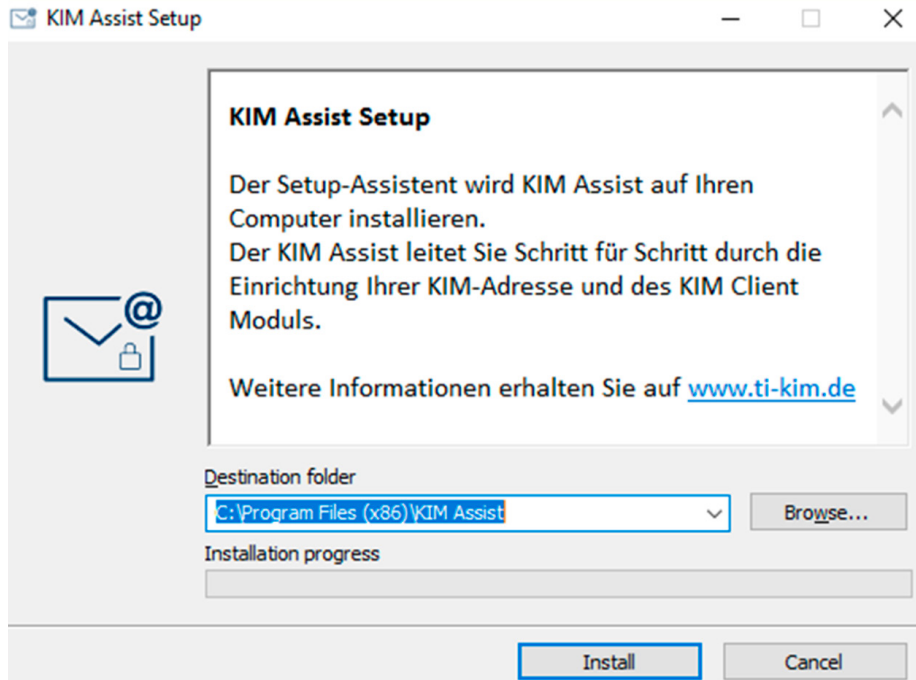 KIM Assist Setup
KIM Assist Setup
Der Setup-Assistent wird KIM Assist auf Ihren
Computer installieren.
Der KIM Assist leitet Sie Schritt für Schritt durch die
Einrichtung Ihrer KIM-Adresse und des KIM Client
Moduls.
Weitere Informationen erhalten Sie auf www.ti-kim.de
Destination folder
C:\Program Files (x86)\KIM Assist
Browse...
Installation progress
Install
Cancel